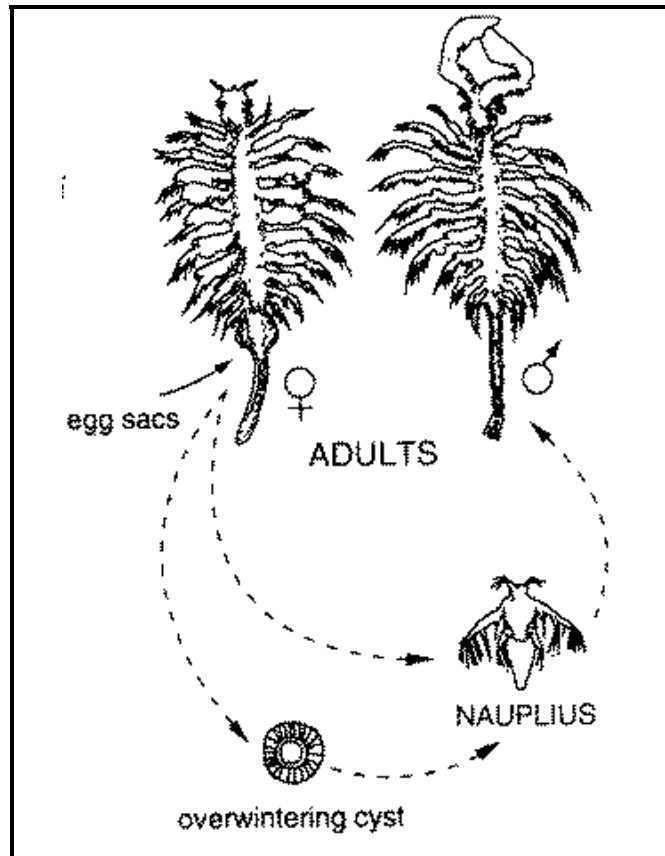 egg sacs
♀
♂
ADULTS
NAUPLIUS
overwintering cyst